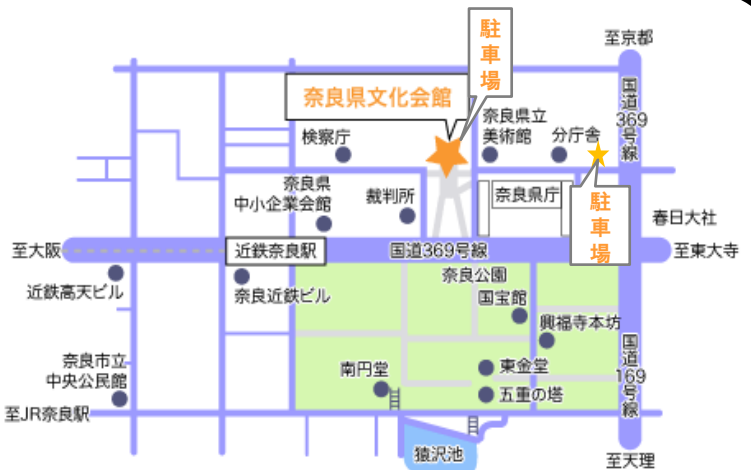 至京都
駐
車
場
国
道
369
号
線
奈良県文化会館
検察庁
奈良県立
美術館
分庁舎
奈良県
中小企業会館
裁判所
奈良県庁
駐
車
場
春日大社
至大阪
近鉄奈良駅
国道369号線
至東大寺
奈良公園
近鉄高天ビル
奈良近鉄ビル
国宝館
興福寺本坊
国
道
169
号
線
奈良市立
中央公民館
南円堂
東金堂
五重の塔
至JR奈良駅
猿沢池
至天理